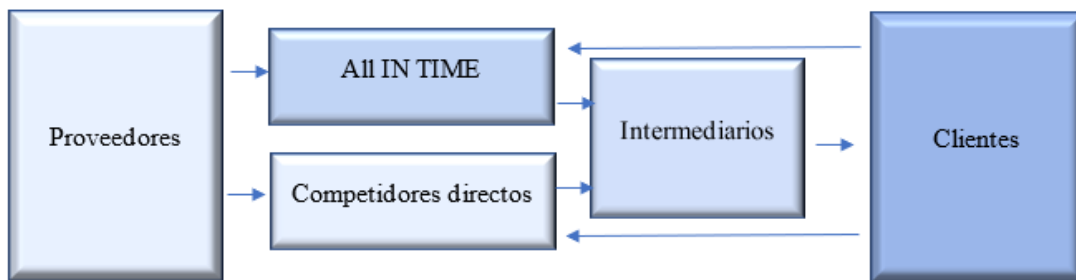 Proveedores
All IN TIME
Competidores directos
Intermediarios
Clientes